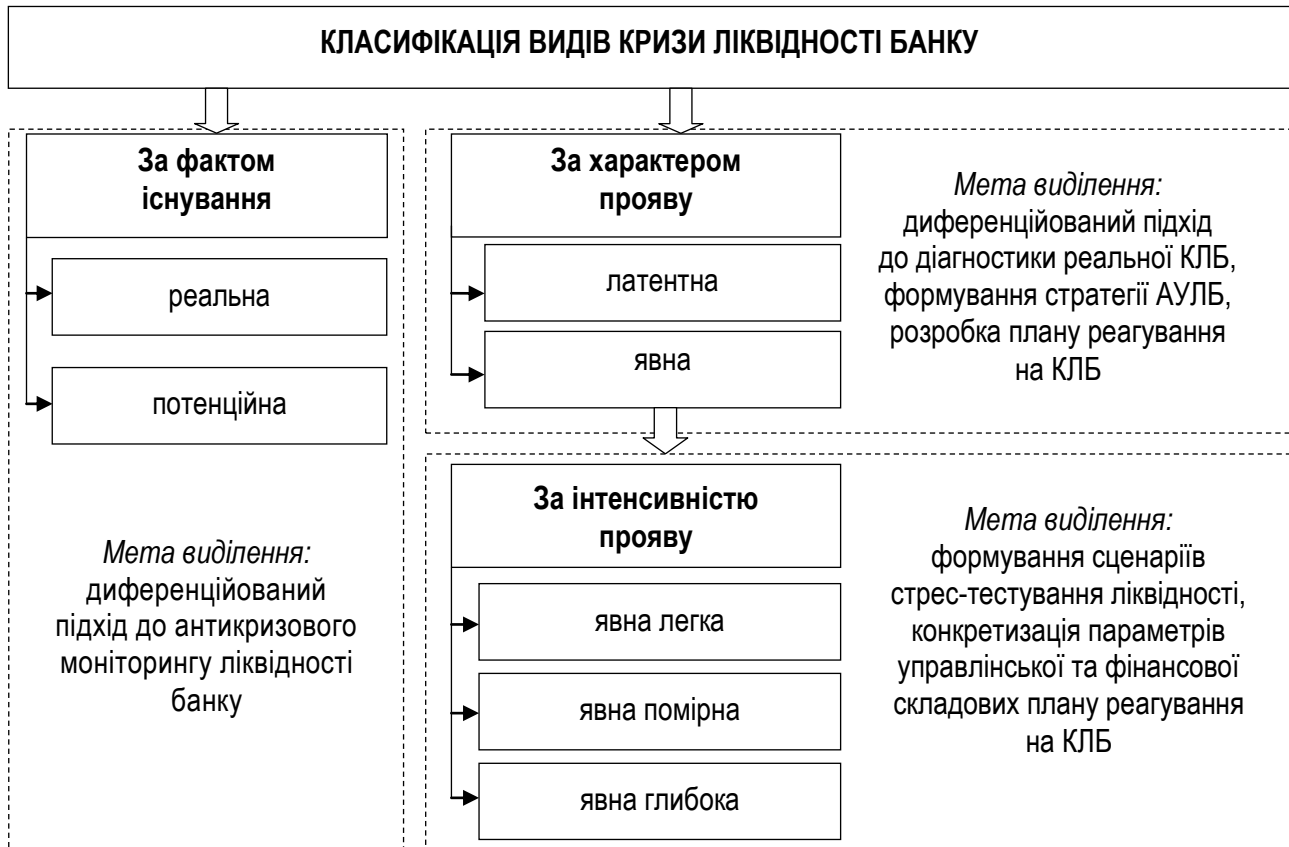 КЛАСИФІКАЦІЯ ВИДІВ КРИЗИ ЛІКВІДНОСТІ БАНКУ
За фактом
існування
реальна
потенційна
Мета виділення:
диференційований
підхід до антикризового
моніторингу ліквідності
банку
За характером
прояву
латентна
явна
Мета виділення:
диференційований підхід
до діагностики реальної КЛБ,
формування стратегії АУЛБ,
розробка плану реагування
на КЛБ
За інтенсивністю
прояву
явна легка
явна помірна
явна глибока
Мета виділення:
формування сценаріїв
стрес-тестування ліквідності,
конкретизація параметрів
управлінської та фінансової
складових плану реагування
на КЛБ